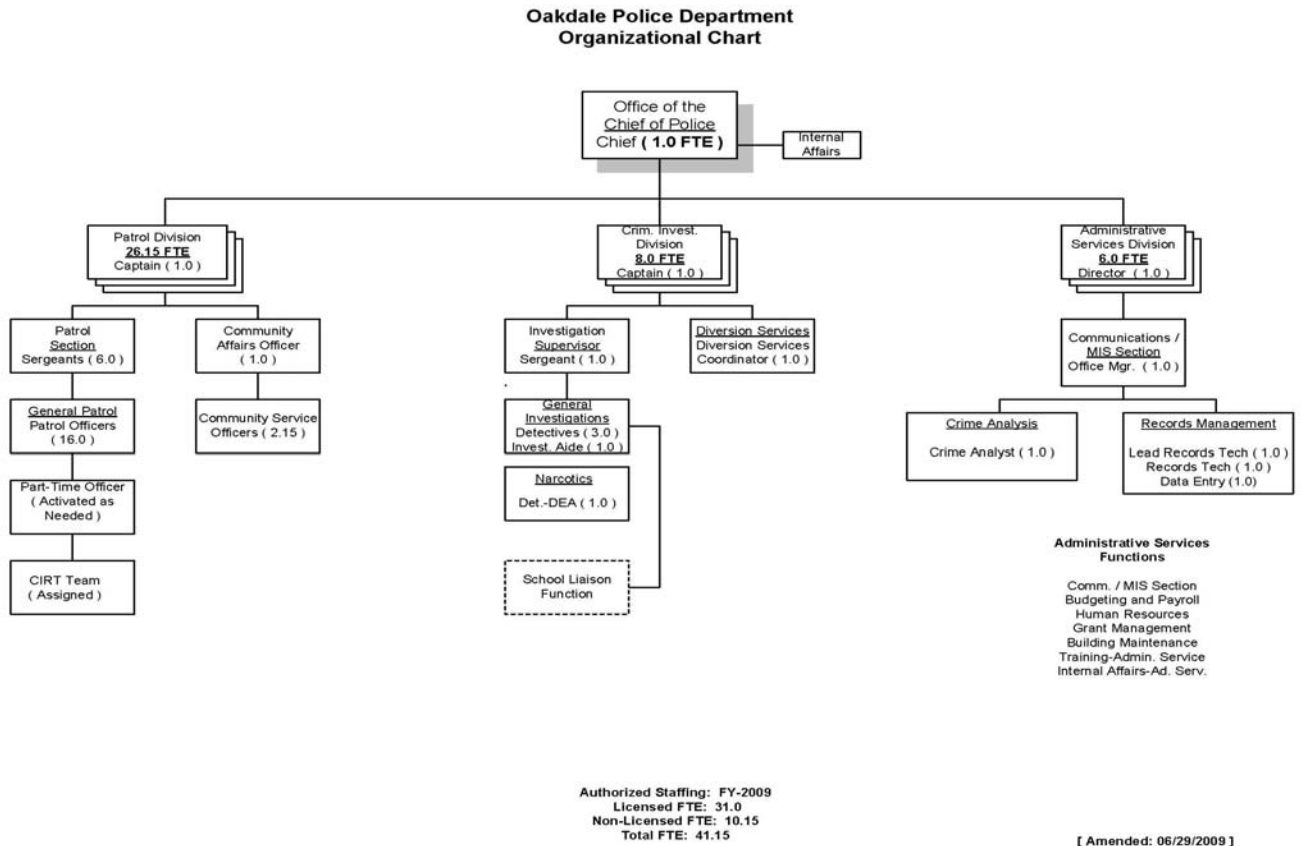 Oakdale Police Department
Organizational Chart
Office of the
Chief of Police
Chief ( 1.0 FTE )
Internal
Affairs
Patrol Division
26.15 FTE
Captain ( 1.0 )
Crim. Invest.
Division
8.0 FTE
Captain ( 1.0 )
Administrative
Services Division
6.0 FTE
Director ( 1.0 )
Patrol
Section
Sergeants ( 6.0 )
Community
Affairs Officer
( 1.0 )
Investigation
Supervisor
Sergeant ( 1.0 )
Diversion Services
Diversion Services
Coordinator ( 1.0 )
Communications /
MIS Section
Office Mgr. ( 1.0 )
General Patrol
Patrol Officers
( 16.0 )
Community Service
Officers ( 2.15 )
General
Investigations
Detectives ( 3.0 )
Invest. Aide ( 1.0 )
Crime Analysis
Crime Analyst ( 1.0 )
Records Management
Lead Records Tech ( 1.0 )
Records Tech ( 1.0 )
Data Entry (1.0)
Part-Time Officer
( Activated as
Needed )
Narcotics
Det.-DEA ( 1.0 )
CIRT Team
( Assigned )
School Liaison
Function
Administrative Services
Functions
Comm. / MIS Section
Budgeting and Payroll
Human Resources
Grant Management
Building Maintenance
Training-Admin. Service
Internal Affairs-Ad. Serv.
Authorized Staffing: FY-2009
Licensed FTE: 31.0
Non-Licensed FTE: 10.15
Total FTE: 41.15
[ Amended: 06/29/2009 ]